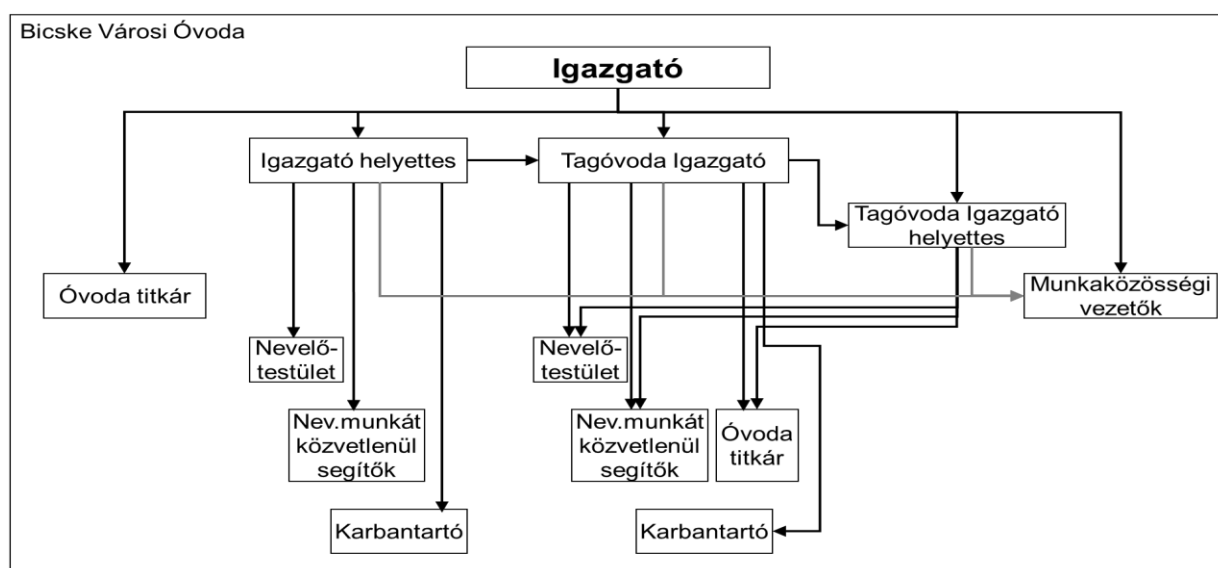 Bicske Városi Óvoda
Igazgató
Igazgató helyettes
Tagóvoda Igazgató
Tagóvoda Igazgató
helyettes
Óvoda titkár
Munkaközösségi
vezetők
Nevelő-
testület
Nevelő-
testület
Nev.munkát
közvetlenül
segítők
Nev.munkát
közvetlenül
segítők
Óvoda
titkár
Karbantartó
Karbantartó